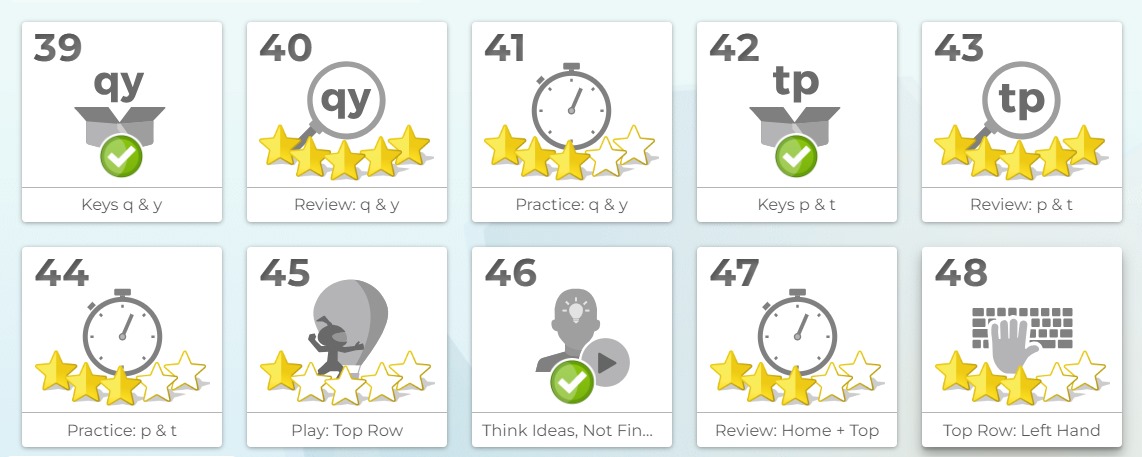 39
qy
Keys q & y
40
qy
Review: q & y
41
Practice: q & y
42
tp
Keys p & t
43
tp
Review: p & t
44
Practice: p & t
45
Play: Top Row
46
Think Ideas, Not Fin...
47
Review: Home + Top
48
Top Row: Left Hand